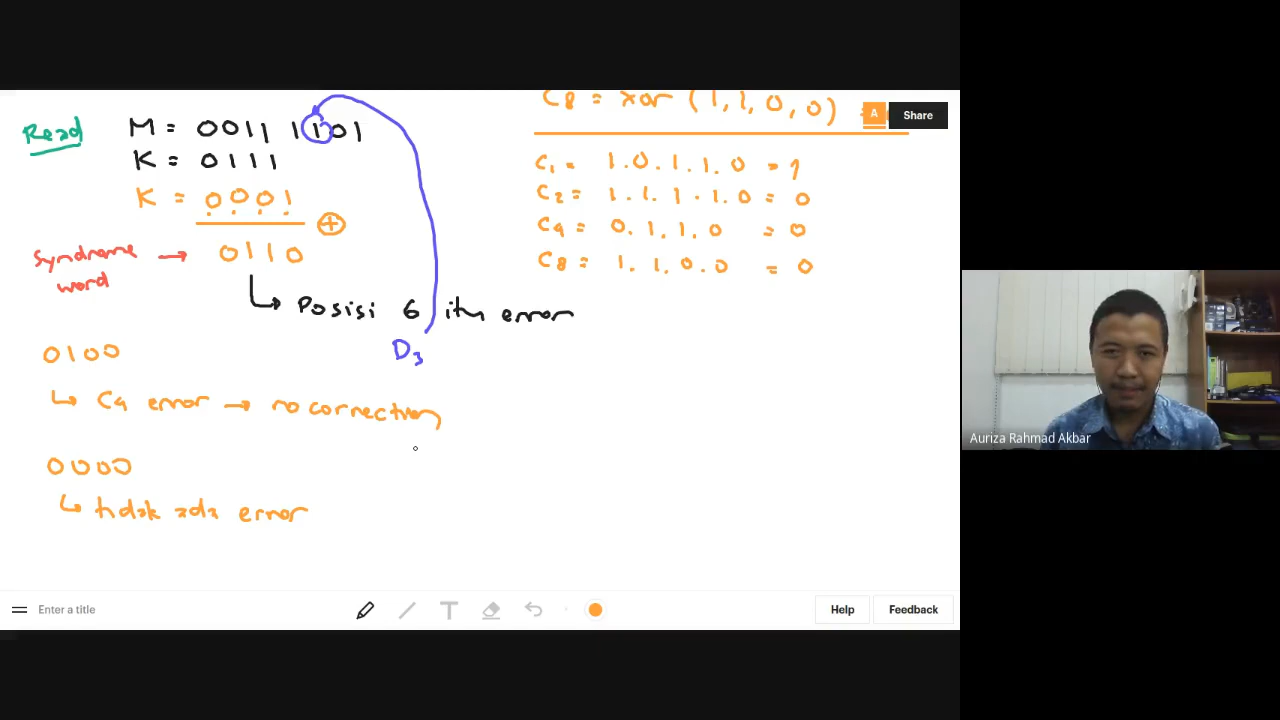 C8 = xor (1, 1, 0, 0) =
A Share
Read
M = 0011 1101
K = 0111
K = 0001
⊕
Syndrome word → 0110
↳ Posisi 6 itu error
D3
0100
↳ C4 error → no correction
0000
↳ tidak ada error
C1 = 1.0.1.1.0 = 1
C2 = 1.1.1.1.0 = 0
C4 = 0.1.1.0 = 0
C8 = 1.1.0.0 = 0
Auriza Rahmad Akbar
Enter a title
T
Help
Feedback